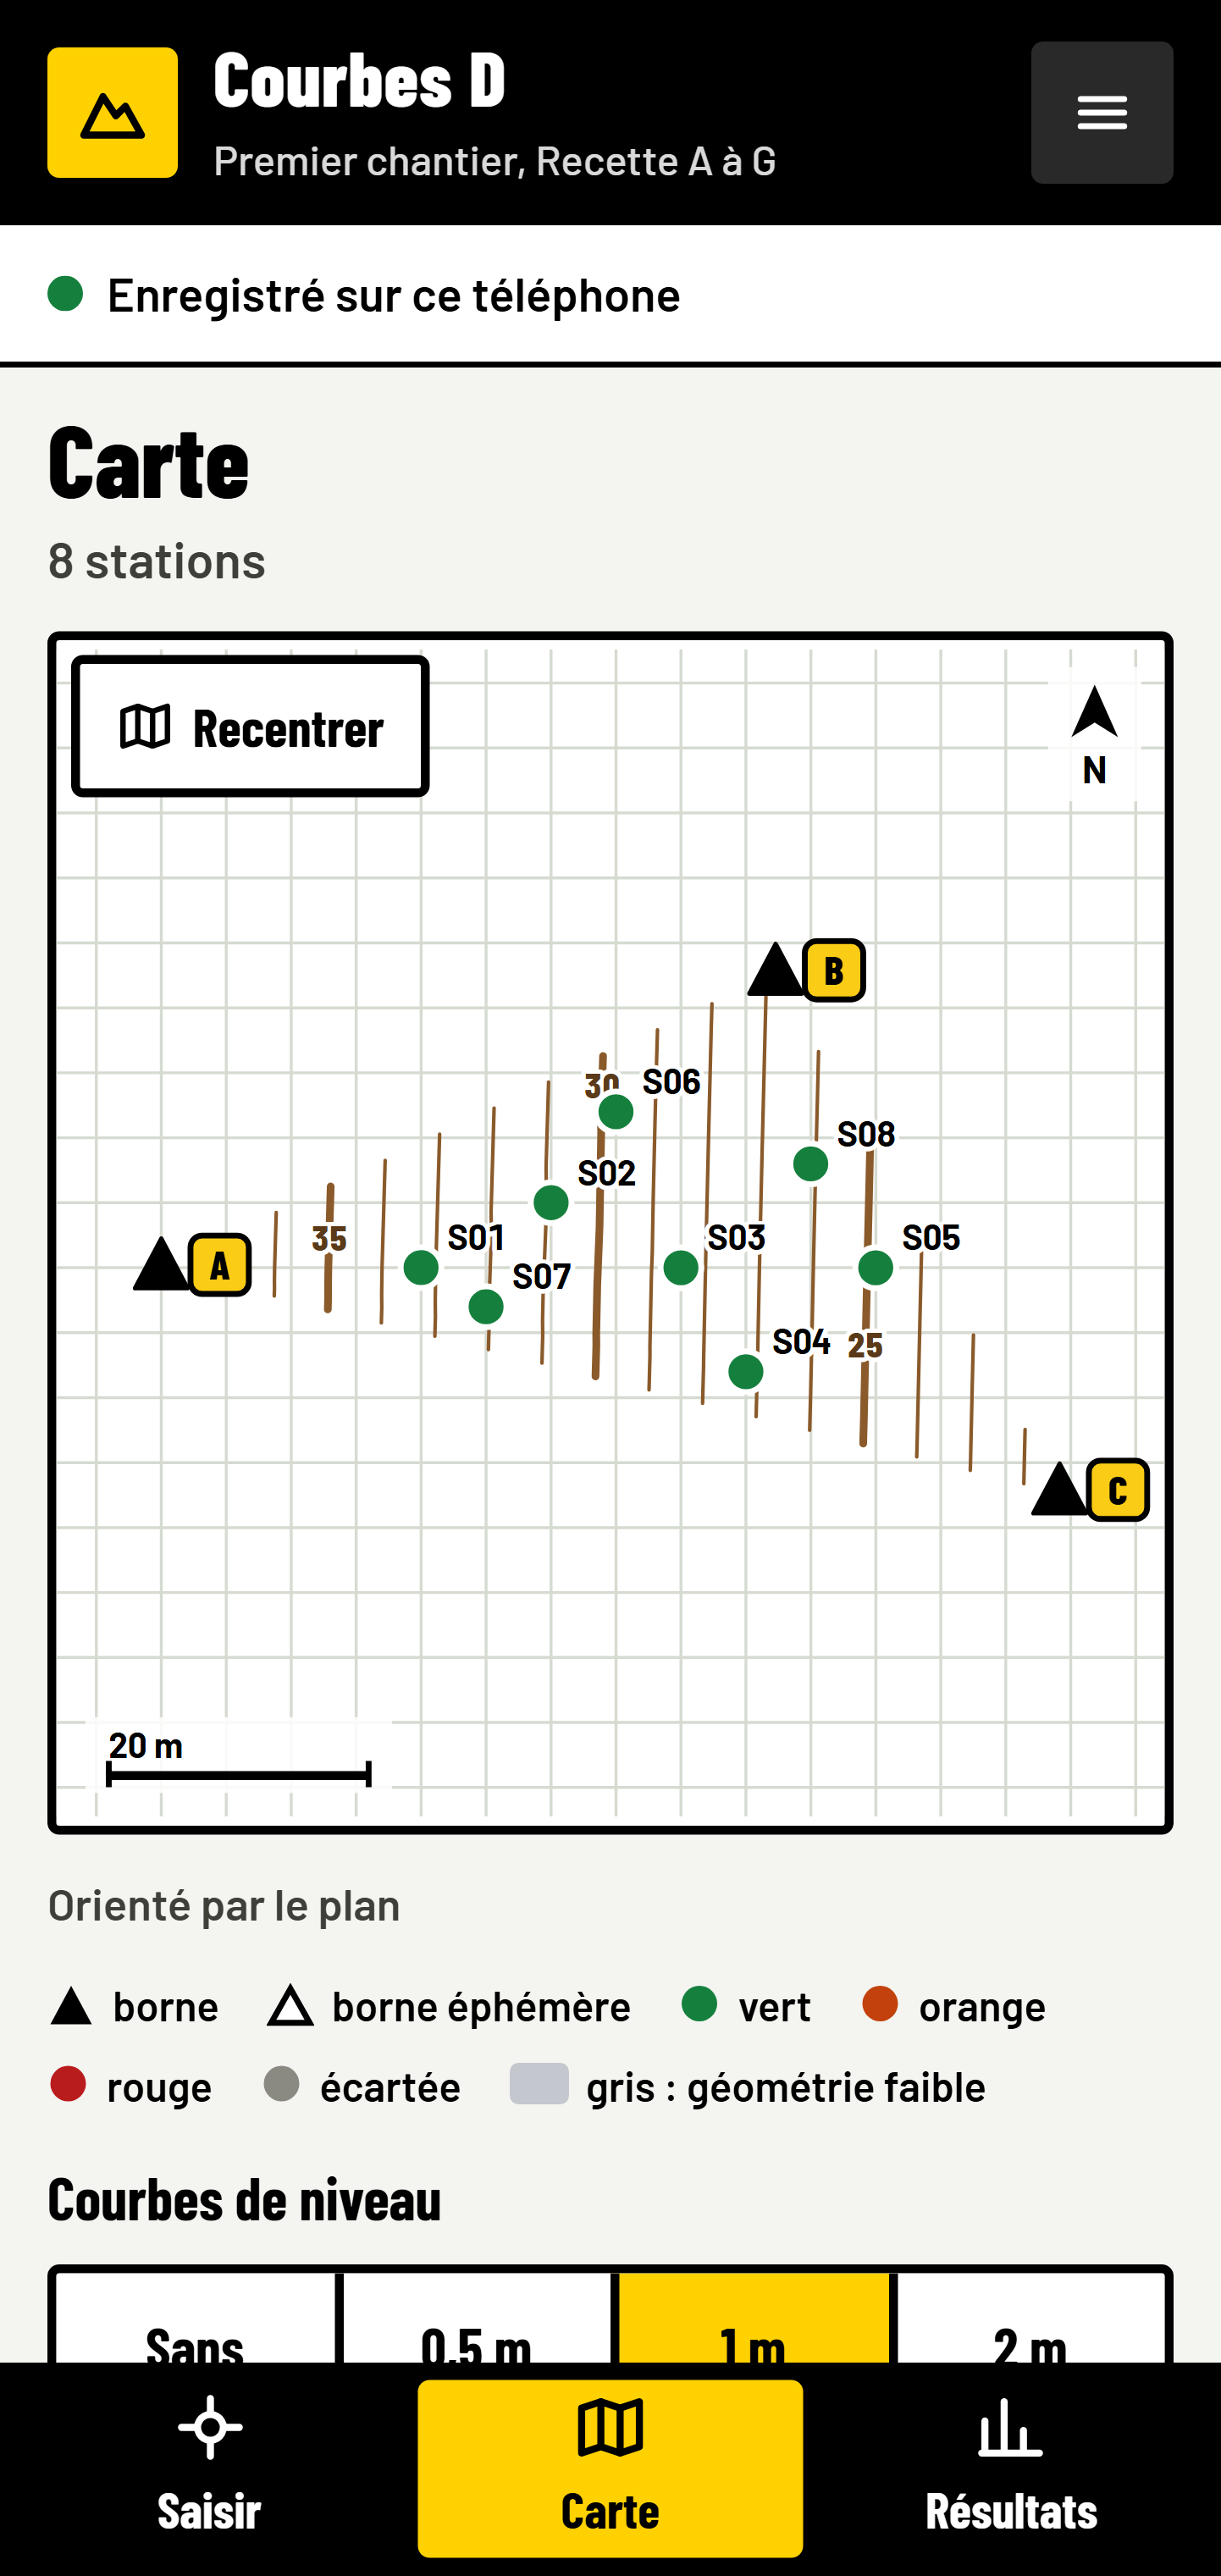 Courbes D
Premier chantier, Recette A à G
Enregistré sur ce téléphone
Carte
8 stations
Recentrer
N
B
30
S06
S08
S02
35
S01
S03
S05
A
S07
S04
25
C
20 m
Orienté par le plan
borne
borne éphémère
vert
orange
rouge
écartée
gris : géométrie faible
Courbes de niveau
Sans
0,5 m
1 m
2 m
Saisir
Carte
Résultats